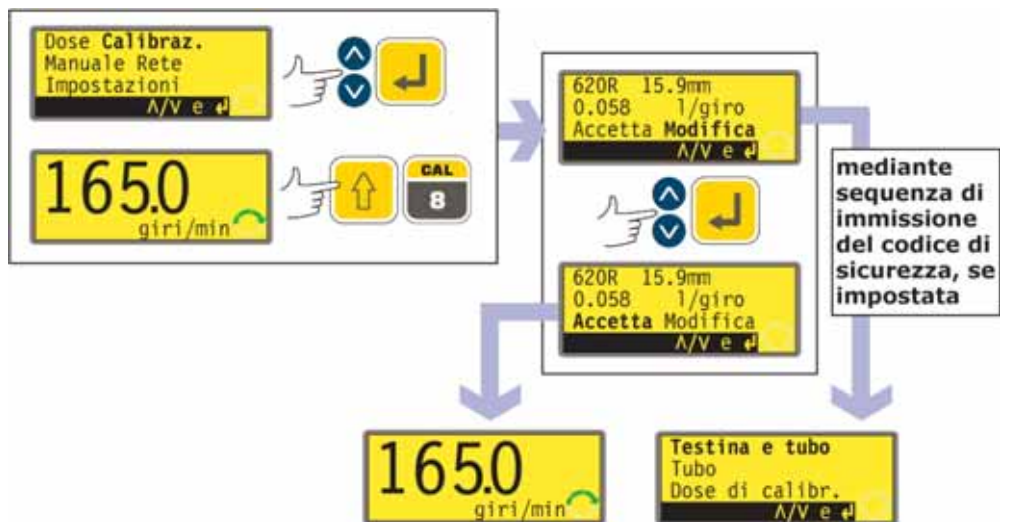 Dose Calibraz.
Manuale Rete
Impostazioni
∧/∨ e ↵
165.0
giri/min
CAL
8
620R 15.9mm
0.058 l/giro
Accetta Modifica
∧/∨ e ↵
mediante
sequenza di
immissione
del codice di
sicurezza, se
impostata
620R 15.9mm
0.058 l/giro
Accetta Modifica
∧/∨ e ↵
165.0
giri/min
Testina e tubo
Tubo
Dose di calibr.
∧/∨ e ↵